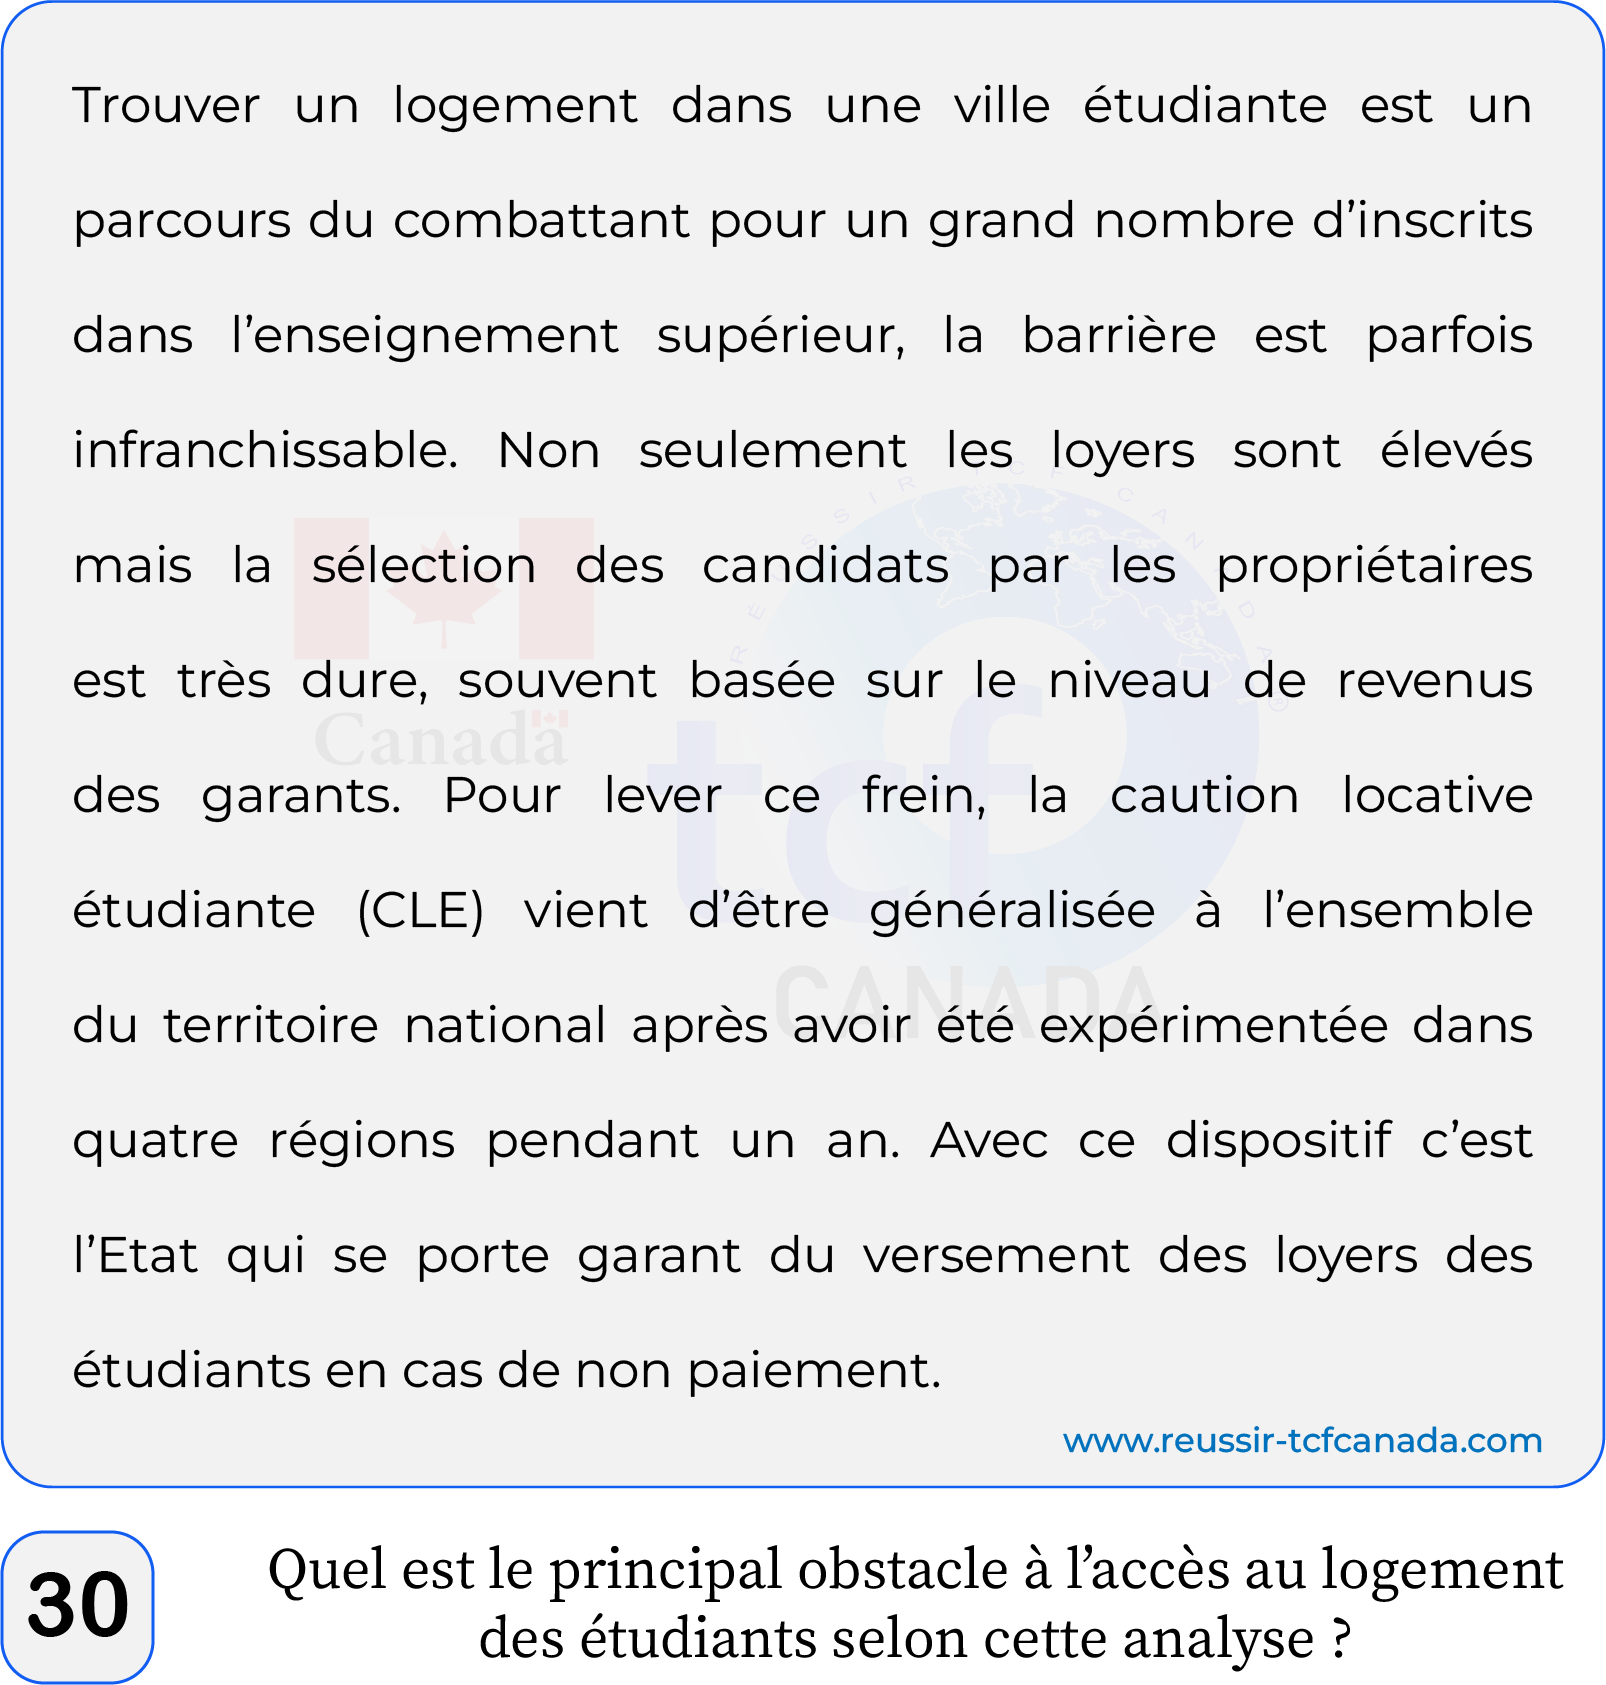 Trouver un logement dans une ville étudiante est un
parcours du combattant pour un grand nombre d’inscrits
dans l’enseignement supérieur, la barrière est parfois
infranchissable. Non seulement les loyers sont élevés
mais la sélection des candidats par les propriétaires
est très dure, souvent basée sur le niveau de revenus
des garants. Pour lever ce frein, la caution locative
étudiante (CLE) vient d’être généralisée à l’ensemble
du territoire national après avoir été expérimentée dans
quatre régions pendant un an. Avec ce dispositif c’est
l’Etat qui se porte garant du versement des loyers des
étudiants en cas de non paiement.
RÉUSSIR TCF CANADA
Canada
tcf
CANADA
www.reussir-tcfcanada.com
30
Quel est le principal obstacle à l’accès au logement
des étudiants selon cette analyse ?